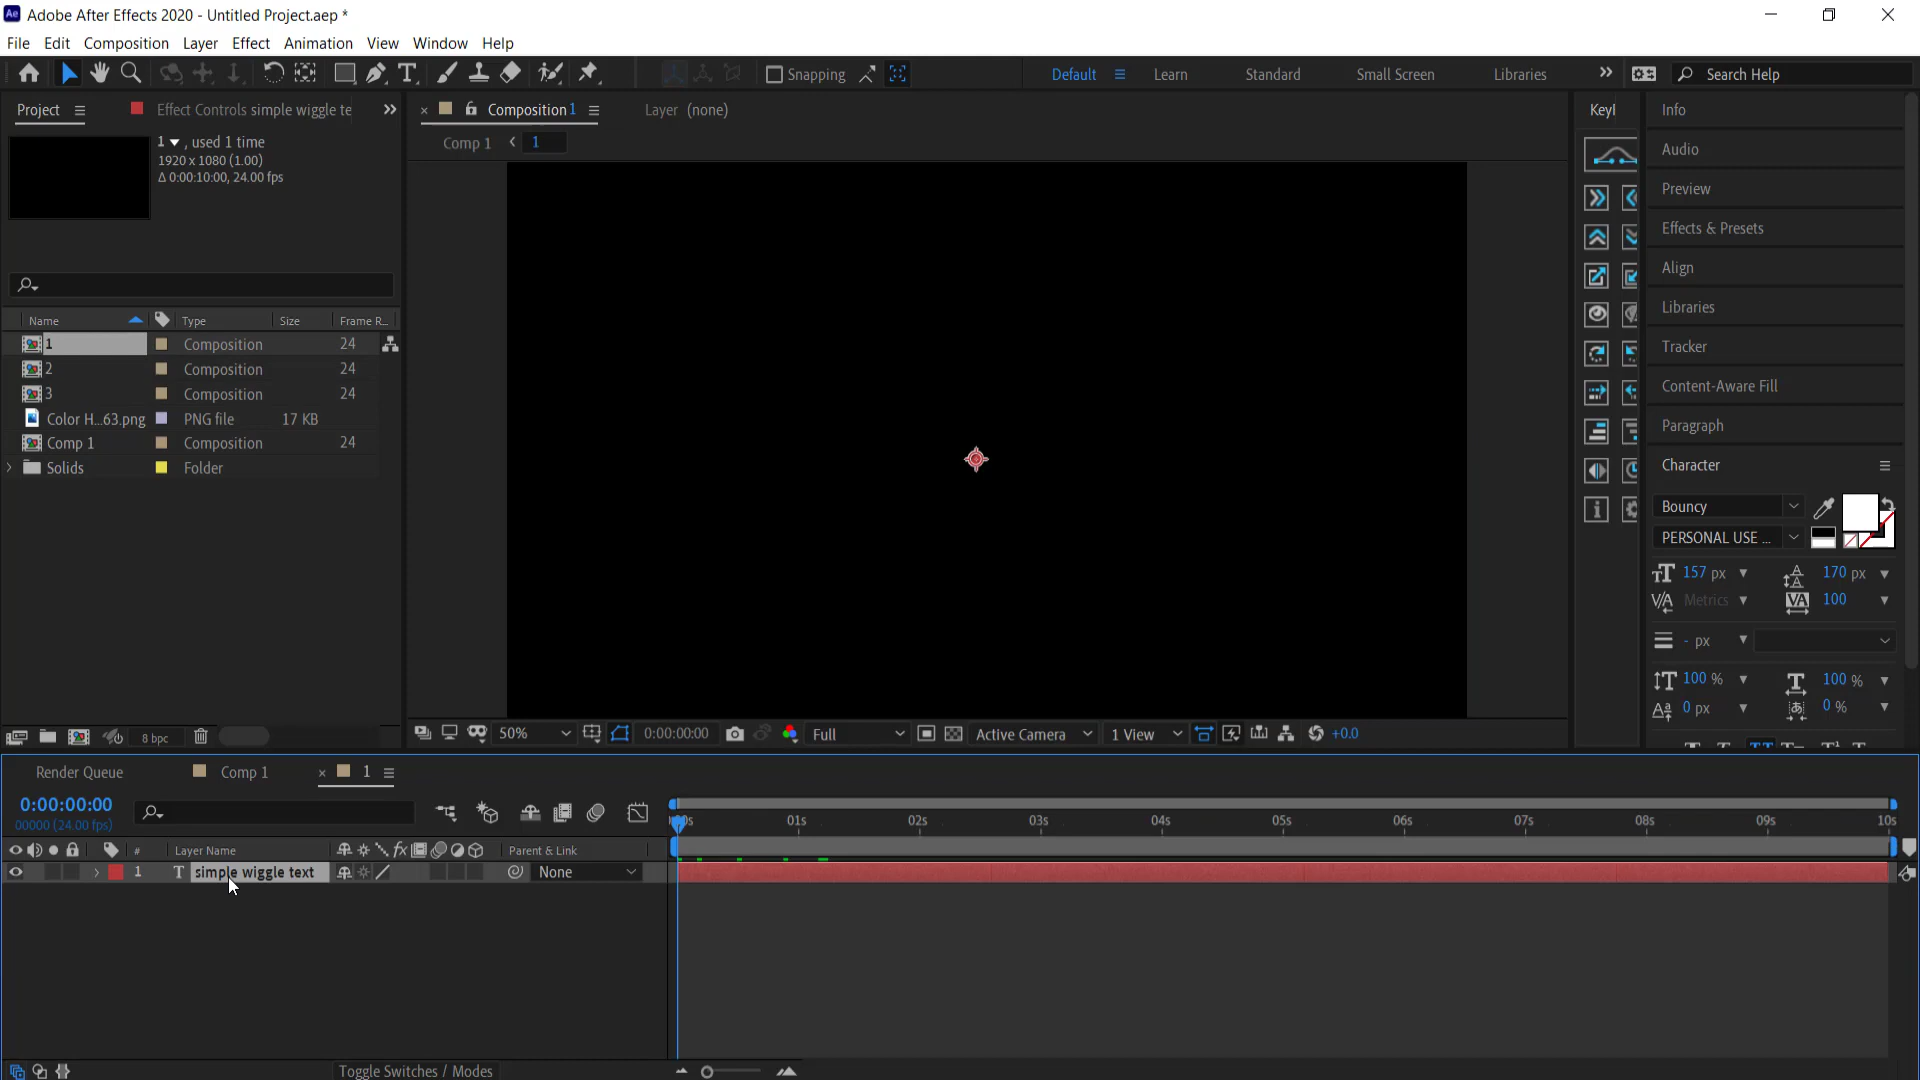 Adobe After Effects 2020 - Untitled Project.aep *
File Edit Composition Layer Effect Animation View Window Help
Snapping
Default Learn Standard Small Screen Libraries Search Help
Project Effect Controls simple wiggle te
Composition 1 Layer (none)
Comp 1 1
1 , used 1 time
1920 x 1080 (1.00)
Δ 0:00:10:00, 24.00 fps
Name Type Size Frame R...
1 Composition 24
2 Composition 24
3 Composition 24
Color H...63.png PNG file 17 KB
Comp 1 Composition 24
Solids Folder
8 bpc
50% 0:00:00:00 Full Active Camera 1 View +0.0
Keyl
Info
Audio
Preview
Effects & Presets
Align
Libraries
Tracker
Content-Aware Fill
Paragraph
Character
Bouncy
PERSONAL USE ...
157 px 170 px
Metrics 100
- px
100 % 100 %
0 px 0 %
Render Queue Comp 1 1
0:00:00:00
00000 (24.00 fps)
01s 02s 03s 04s 05s 06s 07s 08s 09s 10s
# Layer Name Parent & Link
1 simple wiggle text None
Toggle Switches / Modes